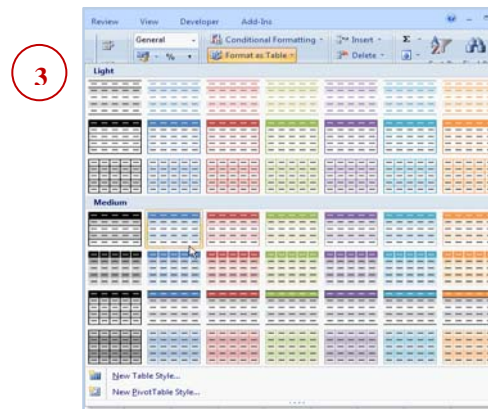 Review View Developer Add-Ins
General Conditional Formatting Insert Σ
% Format as Table Delete
3
Light
Medium
New Table Style...
New PivotTable Style...